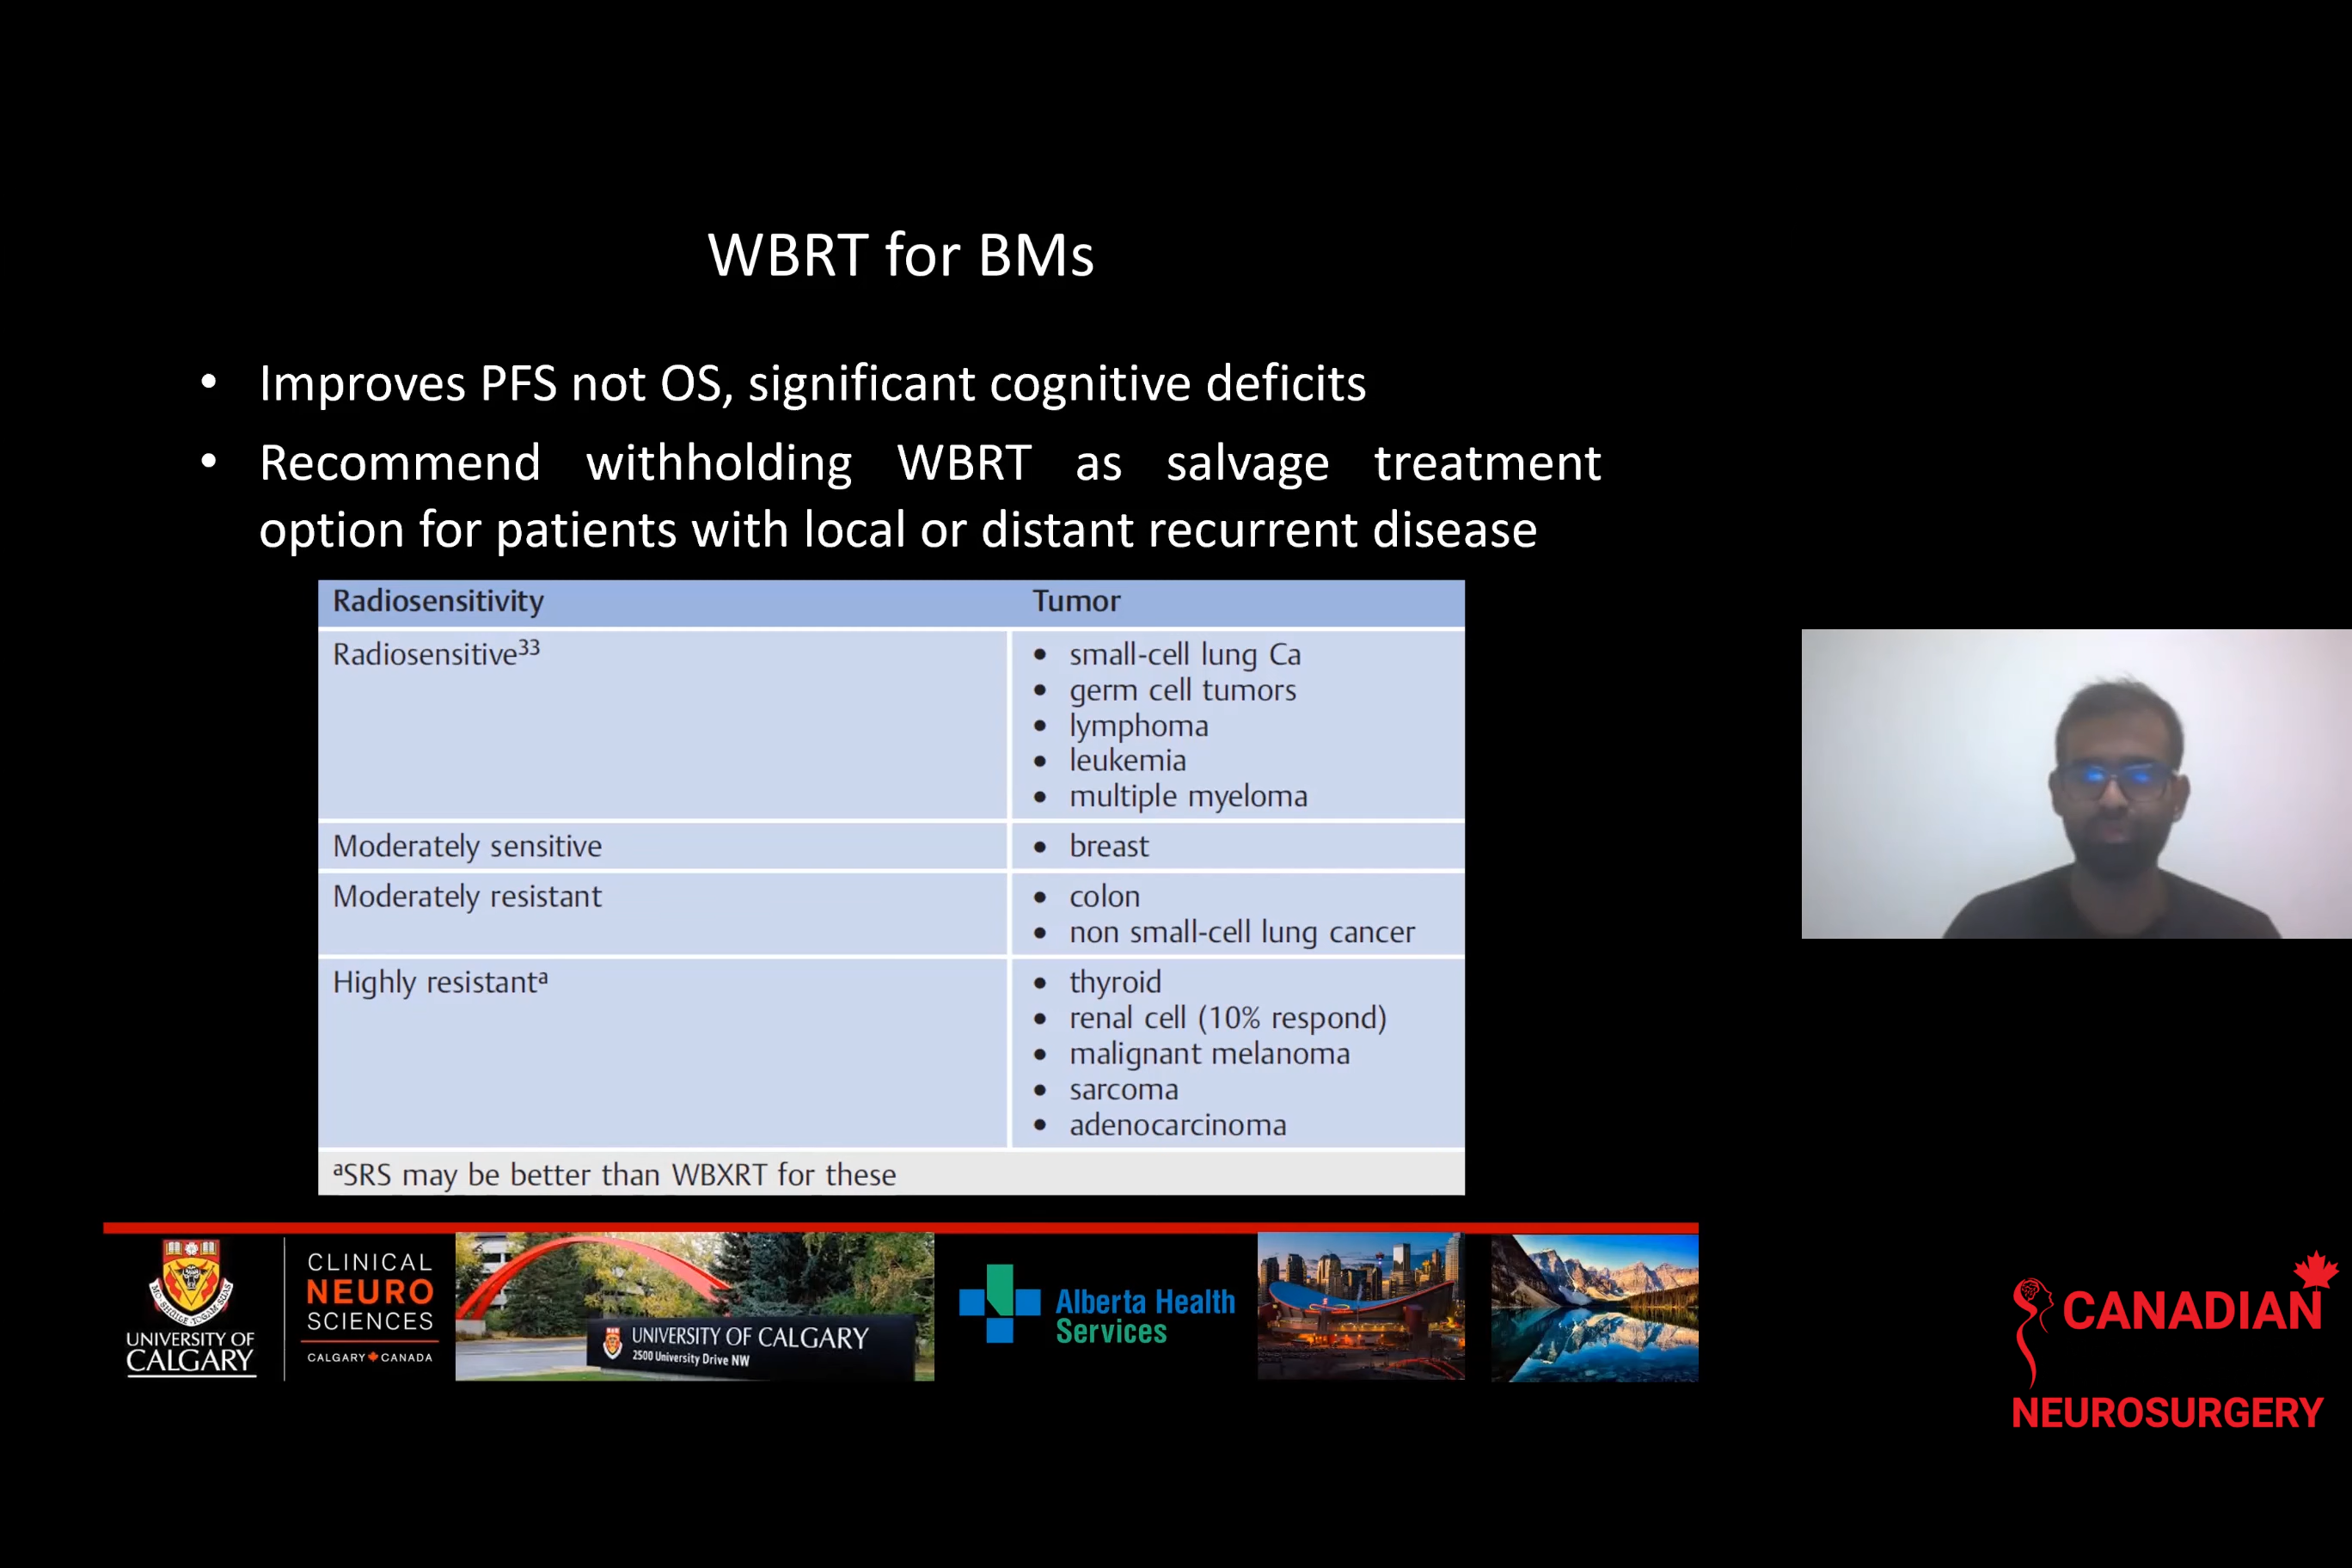 WBRT for BMs
• Improves PFS not OS, significant cognitive deficits
• Recommend withholding WBRT as salvage treatment
option for patients with local or distant recurrent disease
Radiosensitivity Tumor
Radiosensitive³³ • small-cell lung Ca
• germ cell tumors
• lymphoma
• leukemia
• multiple myeloma
Moderately sensitive • breast
Moderately resistant • colon
• non small-cell lung cancer
Highly resistantᵃ • thyroid
• renal cell (10% respond)
• malignant melanoma
• sarcoma
• adenocarcinoma
ᵃSRS may be better than WBXRT for these
UNIVERSITY OF
CALGARY
CLINICAL
NEURO
SCIENCES
CALGARY CANADA
UNIVERSITY OF CALGARY
2500 University Drive NW
Alberta Health
Services
CANADIAN
NEUROSURGERY